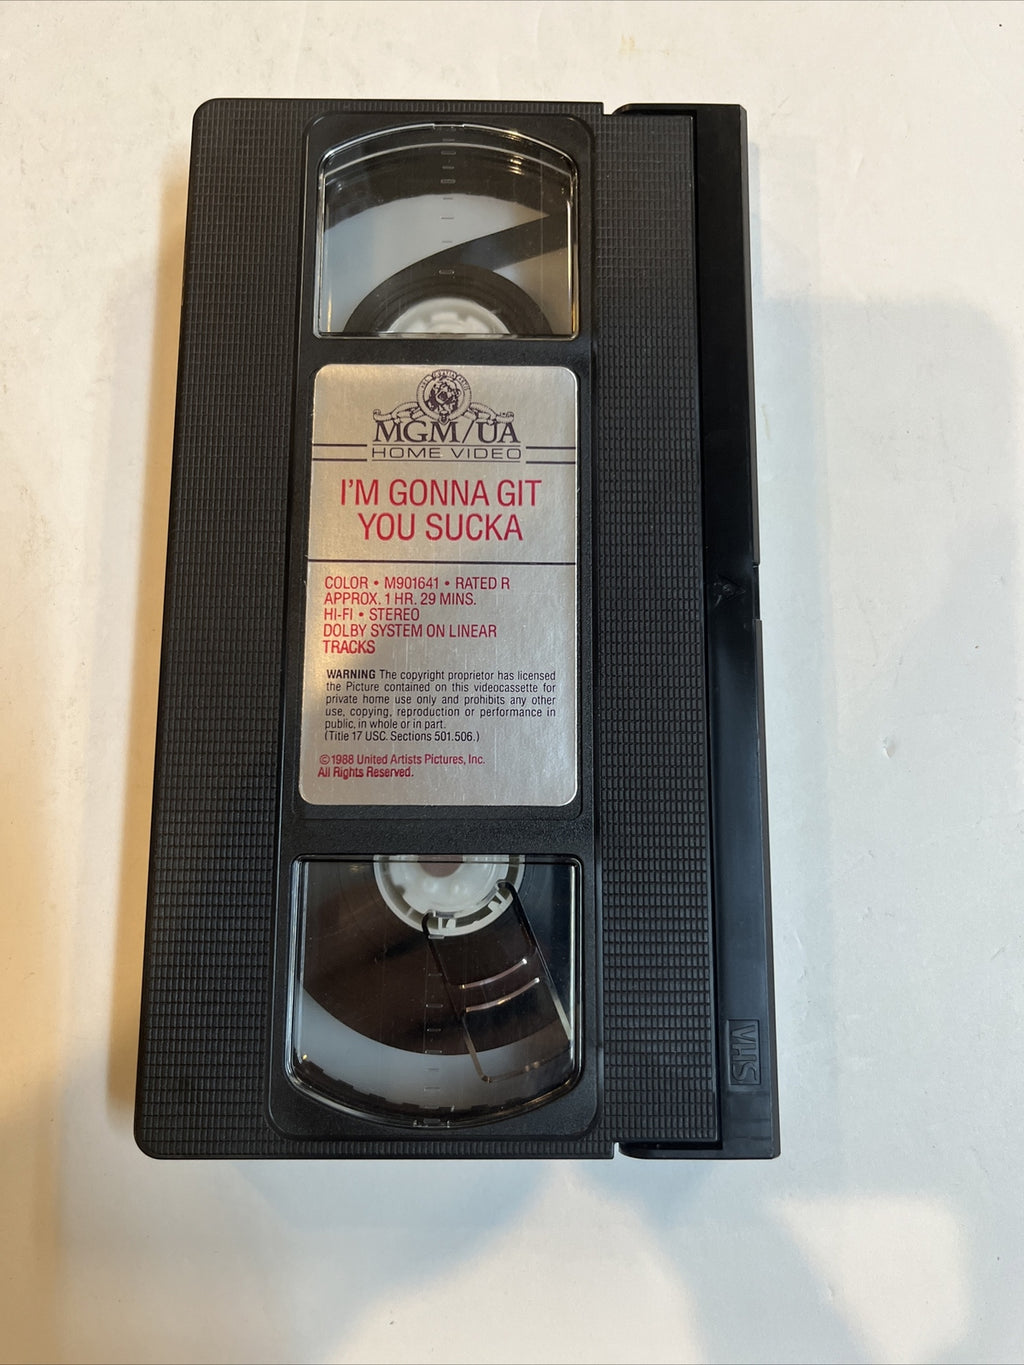 MGM/UA
HOME VIDEO
I'M GONNA GIT
YOU SUCKA
COLOR • M901641 • RATED R
APPROX. 1 HR. 29 MINS.
HI-FI • STEREO
DOLBY SYSTEM ON LINEAR
TRACKS
WARNING The copyright proprietor has licensed
the Picture contained on this videocassette for
private home use only and prohibits any other
use, copying, reproduction or performance in
public, in whole or in part.
(Title 17 USC. Sections 501.506.)
©1988 United Artists Pictures, Inc.
All Rights Reserved.
VHS